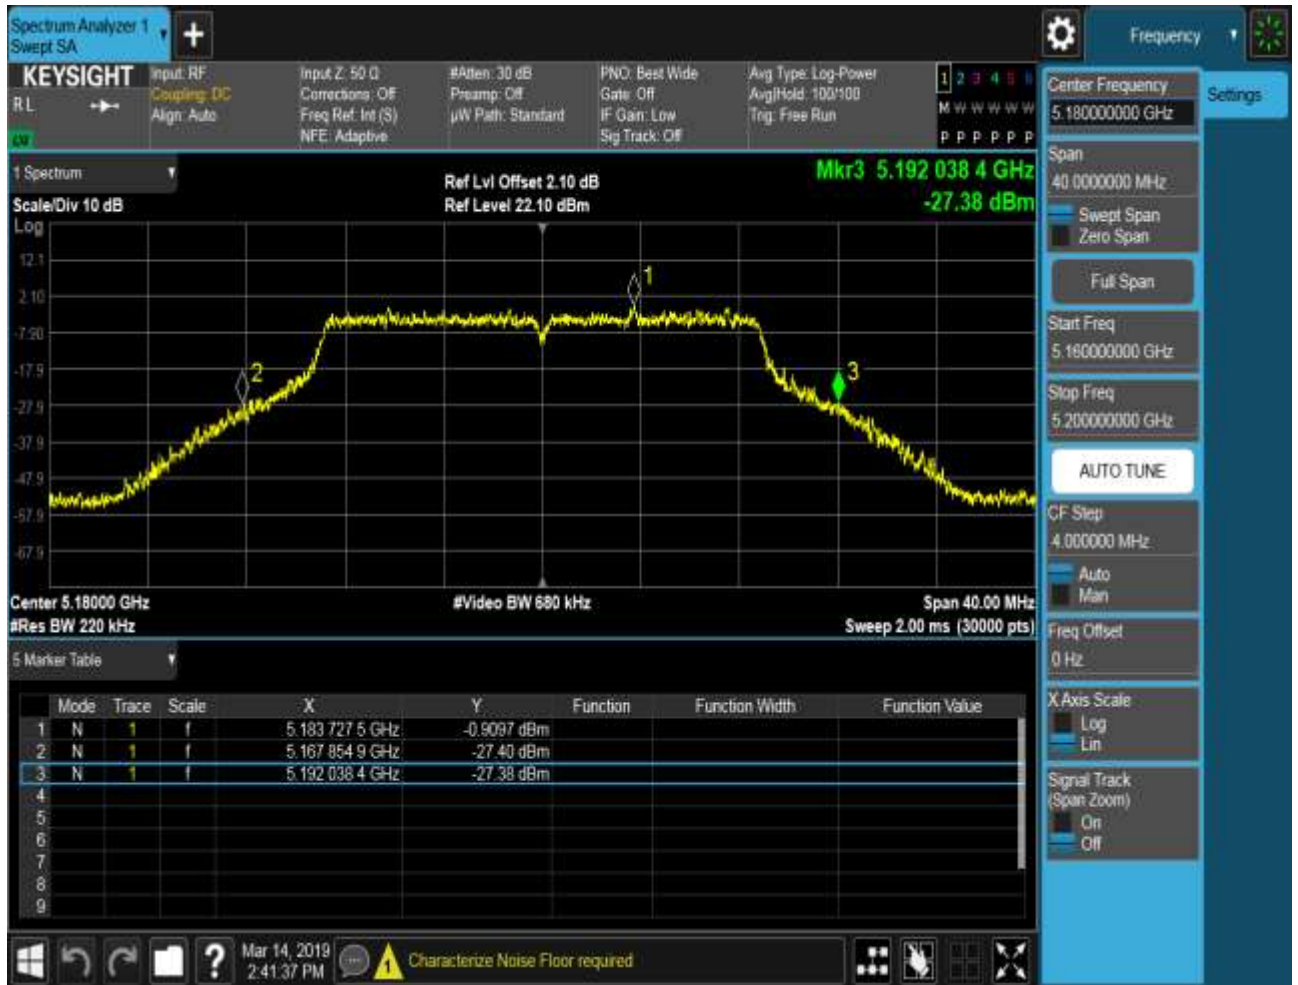 Spectrum Analyzer 1
Swept SA
Frequency
KEYSIGHT
RL
Input: RF
Coupling: DC
Align: Auto
Input Z: 50 Ω
Corrections: Off
Freq Ref: Int (S)
NFE: Adaptive
#Atten: 30 dB
Preamp: Off
µW Path: Standard
PNO: Best Wide
Gate: Off
IF Gain: Low
Sig Track: Off
Avg Type: Log-Power
Avg|Hold: 100/100
Trig: Free Run
1 2 3 4 5 6
M W W W W W
P P P P P P
1 Spectrum
Scale/Div 10 dB
Ref Lvl Offset 2.10 dB
Ref Level 22.10 dBm
Mkr3 5.192 038 4 GHz
-27.38 dBm
Log
12.1
2.10
-7.90
-17.9
-27.9
-37.9
-47.9
-57.9
-67.9
1
2
3
Center 5.18000 GHz
#Res BW 220 kHz
#Video BW 680 kHz
Span 40.00 MHz
Sweep 2.00 ms (30000 pts)
5 Marker Table
Mode Trace Scale X Y Function Function Width Function Value
1 N 1 f 5.183 727 5 GHz -0.9097 dBm
2 N 1 f 5.167 854 9 GHz -27.40 dBm
3 N 1 f 5.192 038 4 GHz -27.38 dBm
4
5
6
7
8
9
Mar 14, 2019
2:41:37 PM
Characterize Noise Floor required
Center Frequency
5.180000000 GHz
Settings
Span
40.0000000 MHz
Swept Span
Zero Span
Full Span
Start Freq
5.160000000 GHz
Stop Freq
5.200000000 GHz
AUTO TUNE
CF Step
4.000000 MHz
Auto
Man
Freq Offset
0 Hz
X Axis Scale
Log
Lin
Signal Track
(Span Zoom)
On
Off